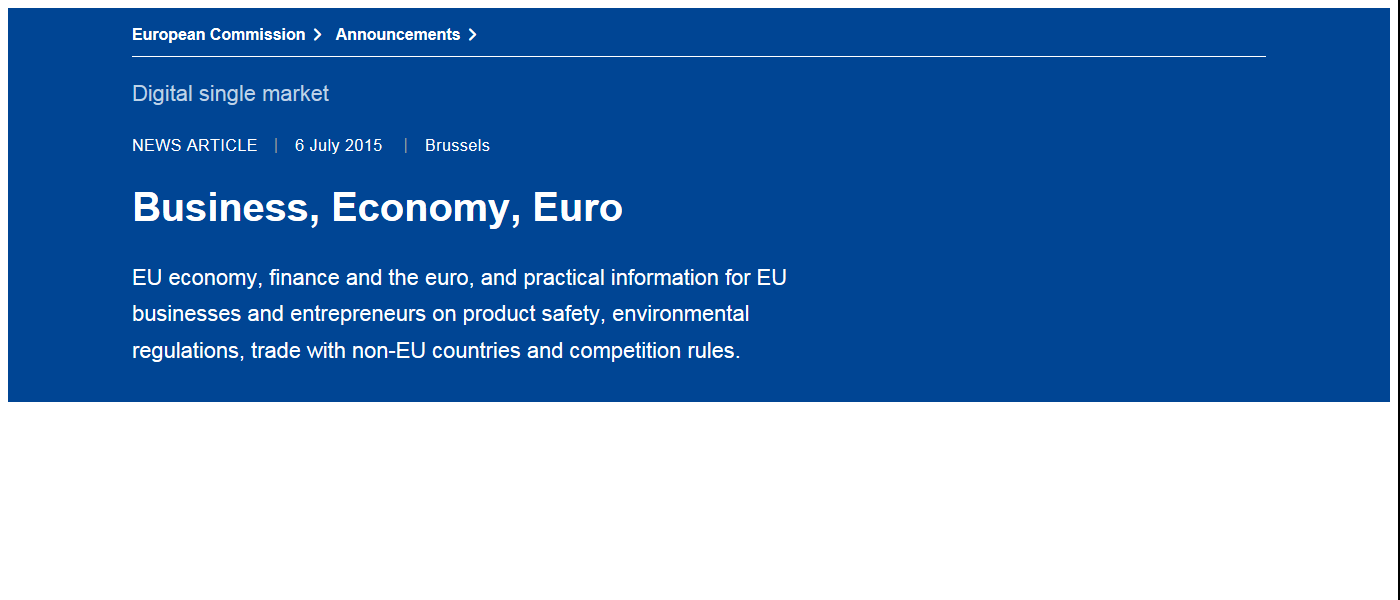 European Commission > Announcements >
Digital single market
NEWS ARTICLE | 6 July 2015 | Brussels
Business, Economy, Euro
EU economy, finance and the euro, and practical information for EU
businesses and entrepreneurs on product safety, environmental
regulations, trade with non-EU countries and competition rules.